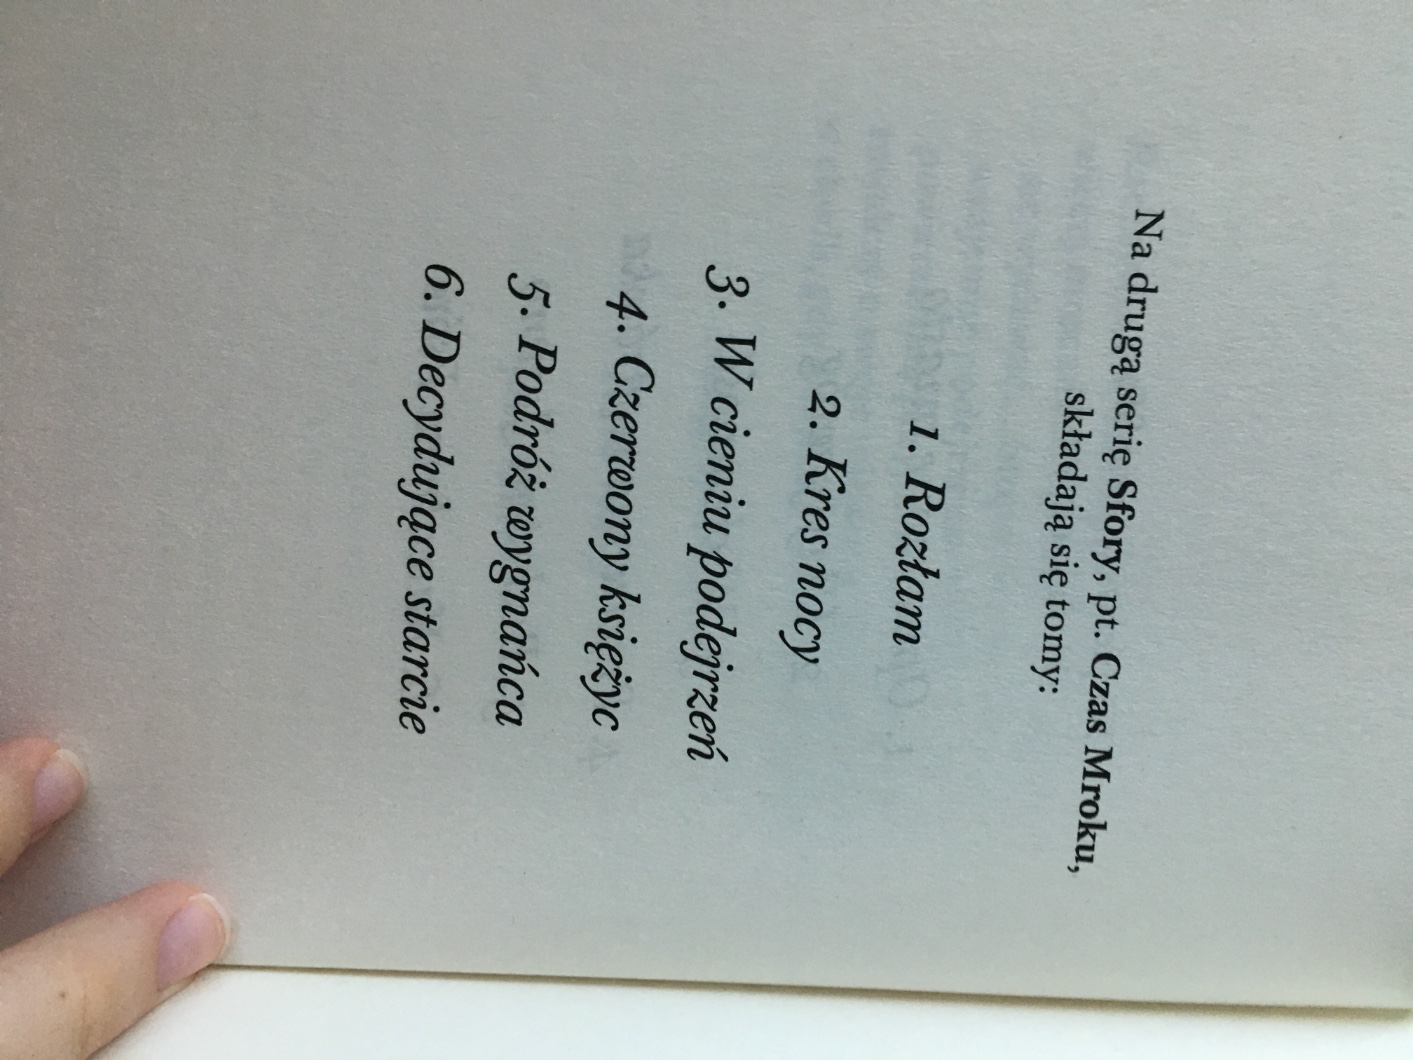 Na drugą serię Sfory, pt. Czas Mroku,
składają się tomy:
1. Rozłam
2. Kres nocy
3. W cieniu podejrzeń
4. Czerwony księżyc
5. Podróż wygnańca
6. Decydujące starcie